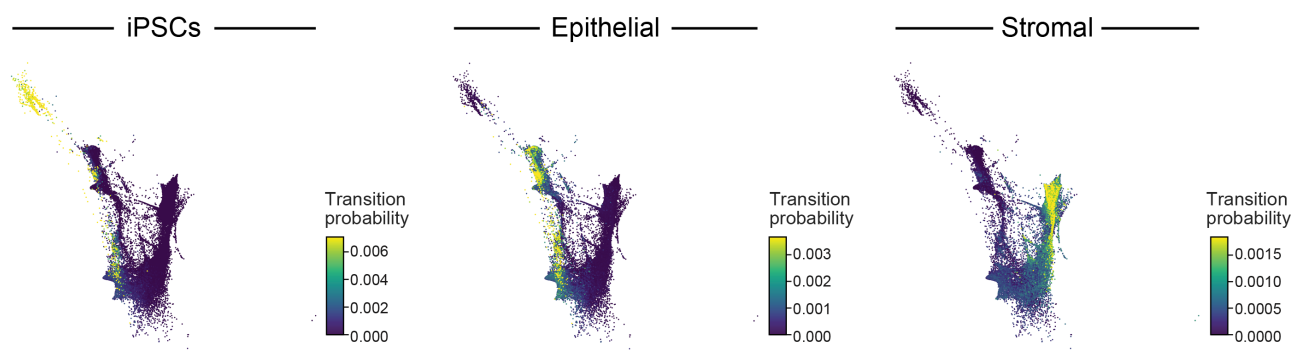 iPSCs
Epithelial
Stromal
Transition
probability
0.006
0.004
0.002
0.000
Transition
probability
0.003
0.002
0.001
0.000
Transition
probability
0.0015
0.0010
0.0005
0.0000